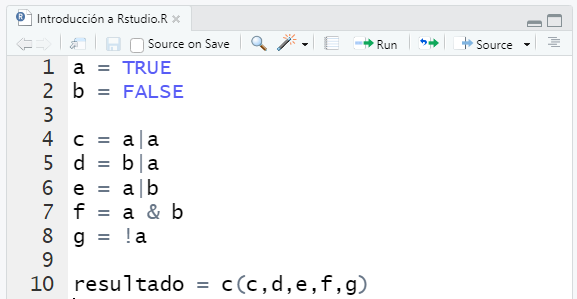 Introducción a Rstudio.R
Source on Save Run Source
1 a = TRUE
2 b = FALSE
3
4 c = a|a
5 d = b|a
6 e = a|b
7 f = a & b
8 g = !a
9
10 resultado = c(c,d,e,f,g)